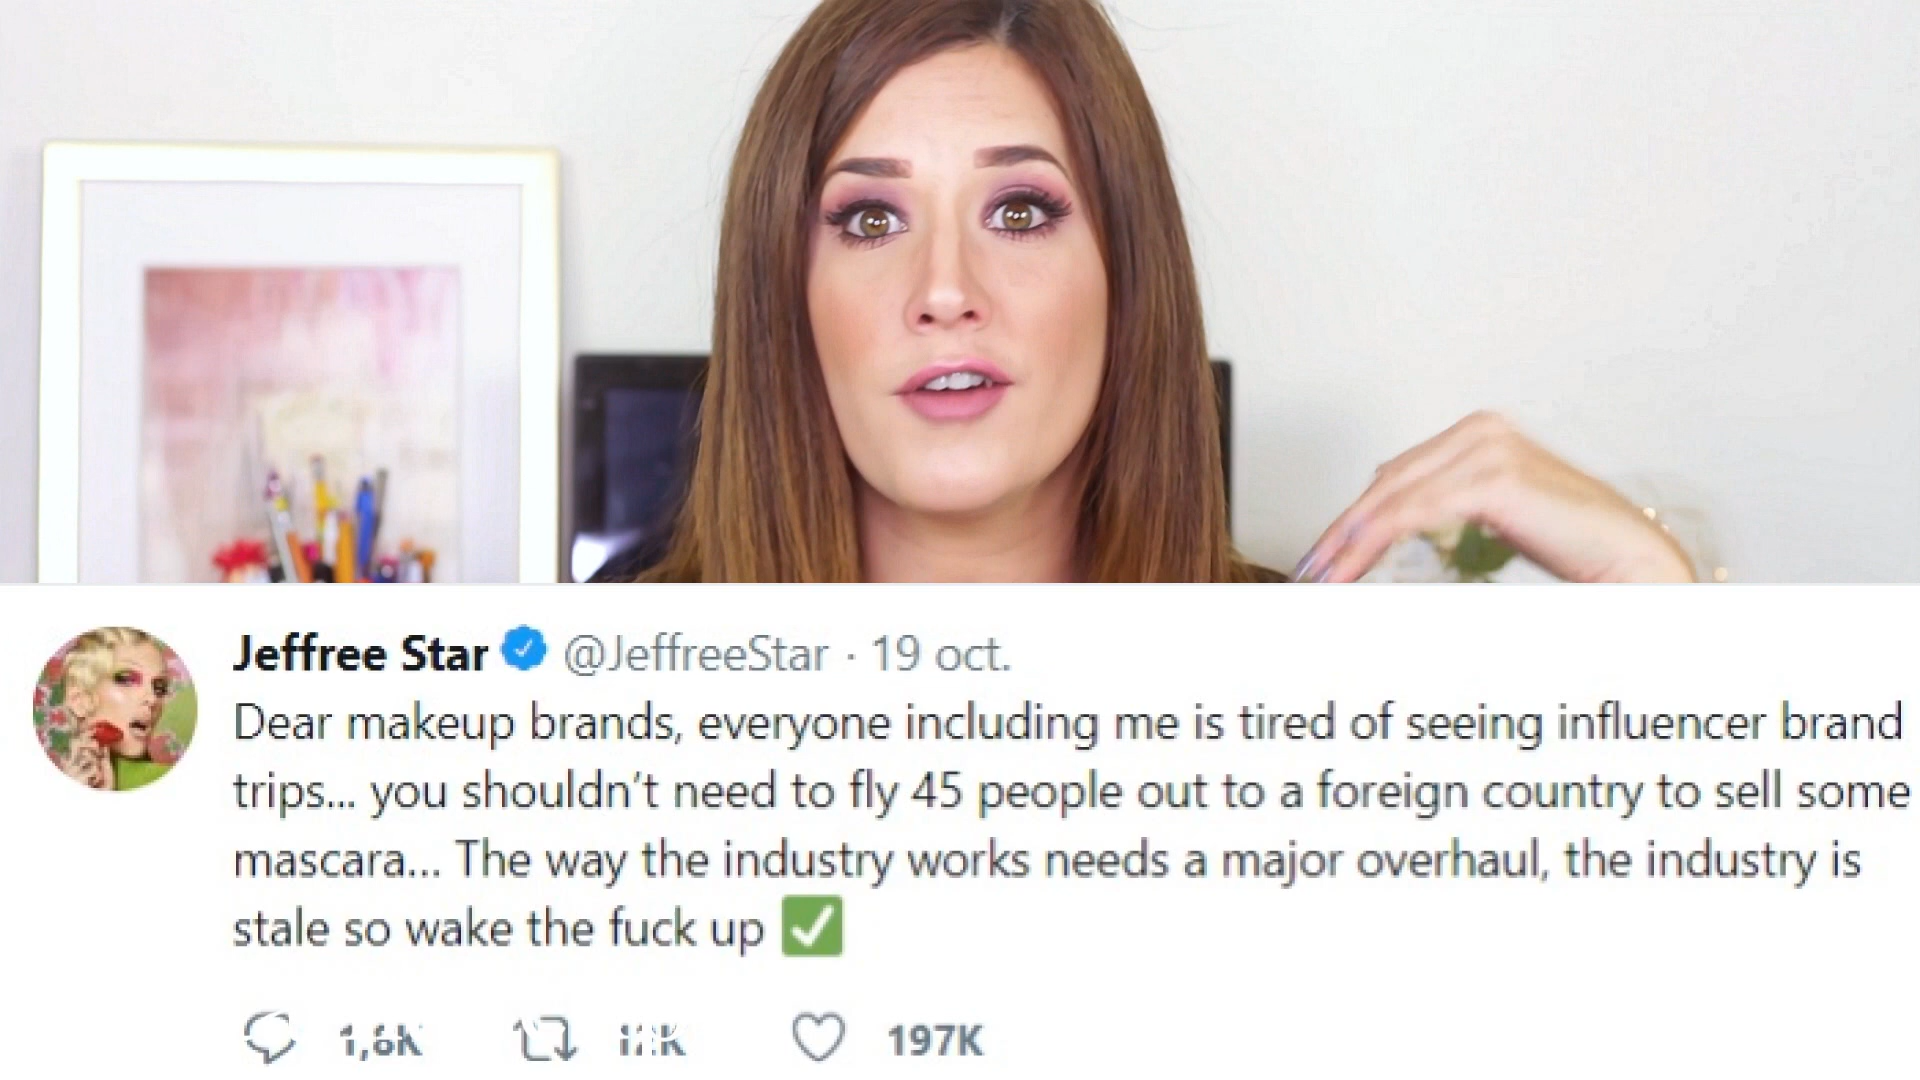 Jeffree Star @JeffreeStar · 19 oct.
Dear makeup brands, everyone including me is tired of seeing influencer brand
trips... you shouldn't need to fly 45 people out to a foreign country to sell some
mascara... The way the industry works needs a major overhaul, the industry is
stale so wake the fuck up ✅
197K